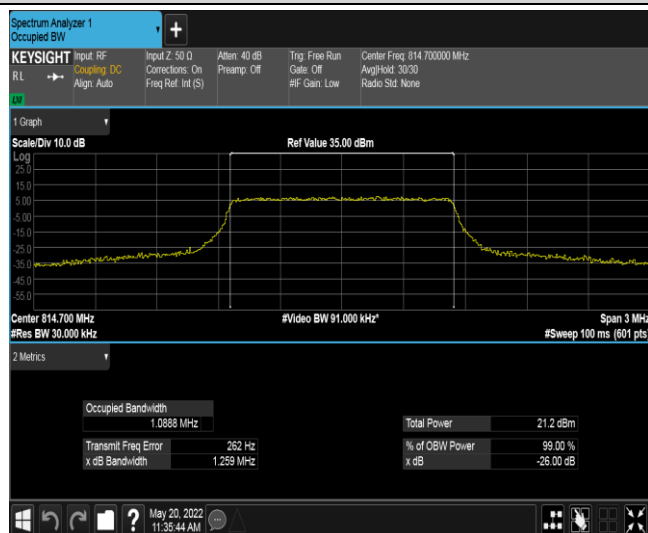 Spectrum Analyzer 1
Occupied BW
+
KEYSIGHT Input: RF Input Z: 50 Ω Atten: 40 dB Trig: Free Run Center Freq: 814.700000 MHz
RL Coupling: DC Corrections: On Preamp: Off Gate: Off Avg|Hold: 30/30
Align: Auto Freq Ref: Int (S) #IF Gain: Low Radio Std: None
LXI
1 Graph
Scale/Div 10.0 dB Ref Value 35.00 dBm
Log
25.0
15.0
5.00
-5.00
-15.0
-25.0
-35.0
-45.0
-55.0
Center 814.700 MHz #Video BW 91.000 kHz* Span 3 MHz
#Res BW 30.000 kHz #Sweep 100 ms (601 pts
2 Metrics
Occupied Bandwidth
1.0888 MHz Total Power 21.2 dBm
Transmit Freq Error 262 Hz % of OBW Power 99.00 %
x dB Bandwidth 1.259 MHz x dB -26.00 dB
? May 20, 2022
11:35:44 AM